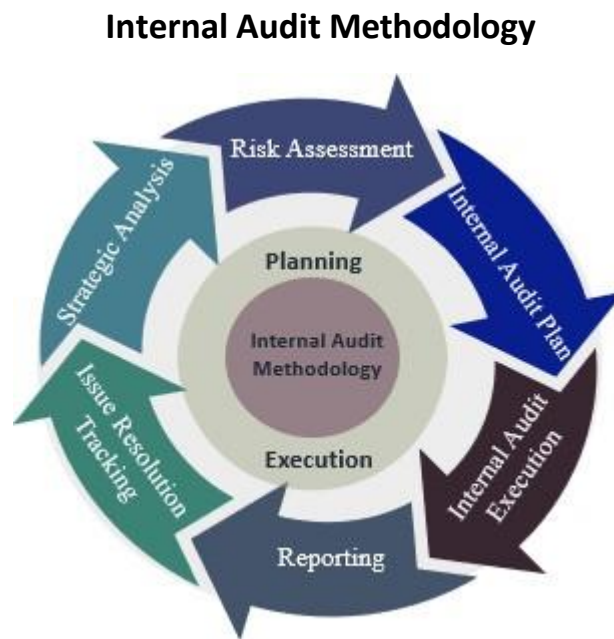 Internal Audit Methodology
Risk Assessment
Internal Audit Plan
Internal Audit
Execution
Reporting
Issue Resolution
Tracking
Strategic Analysis
Planning
Internal Audit
Methodology
Execution